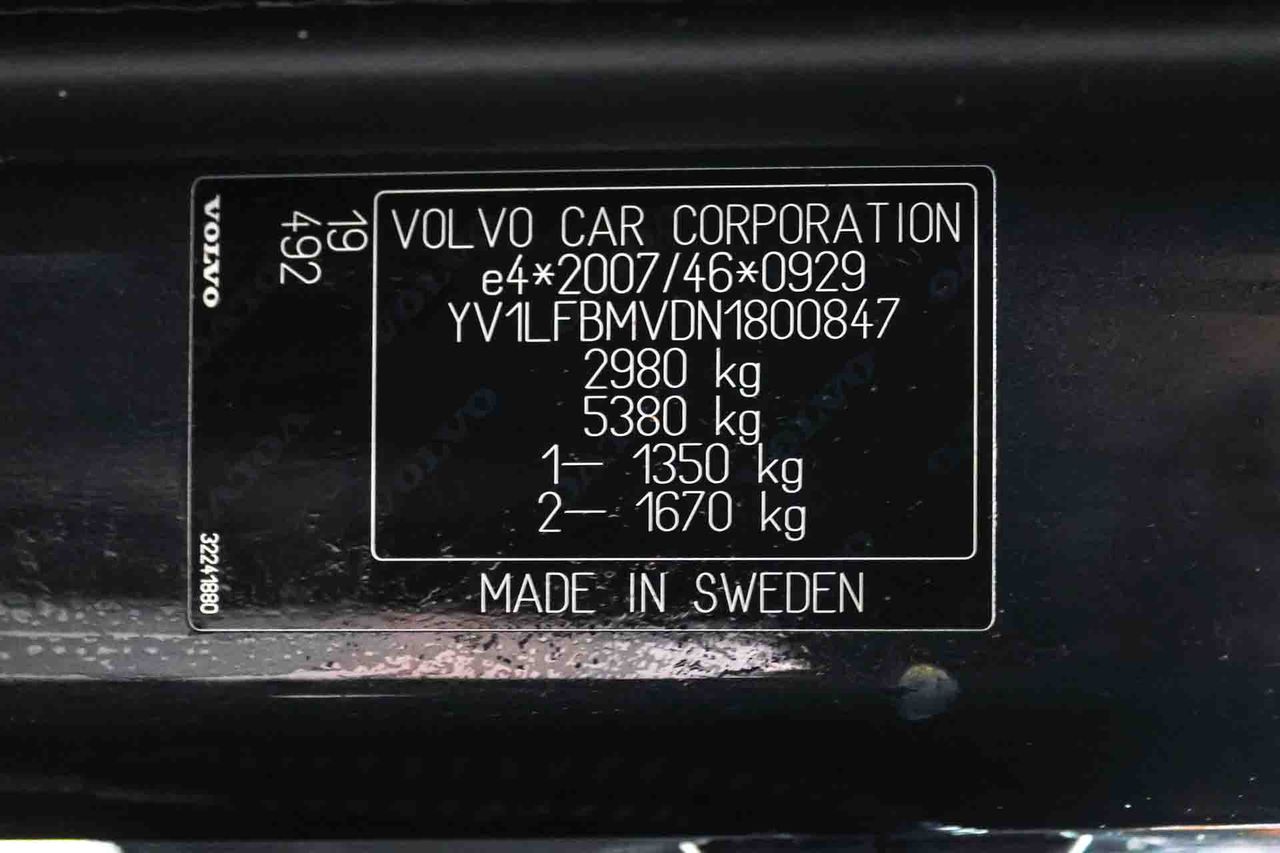 VOLVO
19
492
32241880
VOLVO CAR CORPORATION
e4*2007/46*0929
YV1LFBMVDN1800847
2980 kg
5380 kg
1– 1350 kg
2– 1670 kg
MADE IN SWEDEN